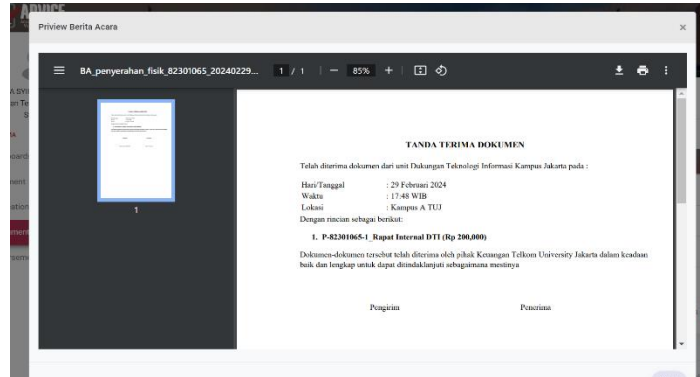 Priview Berita Acara
×
BA_penyerahan_fisik_82301065_20240229...
1 / 1
85%
1
TANDA TERIMA DOKUMEN
Telah diterima dokumen dari unit Dukungan Teknologi Informasi Kampus Jakarta pada :
Hari/Tanggal : 29 Februari 2024
Waktu : 17:48 WIB
Lokasi : Kampus A TUJ
Dengan rincian sebagai berikut:
1. P-82301065-1_Rapat Internal DTI (Rp 200,000)
Dokumen-dokumen tersebut telah diterima oleh pihak Keuangan Telkom University Jakarta dalam keadaan
baik dan lengkap untuk dapat ditindaklanjuti sebagaimana mestinya
Pengirim Penerima